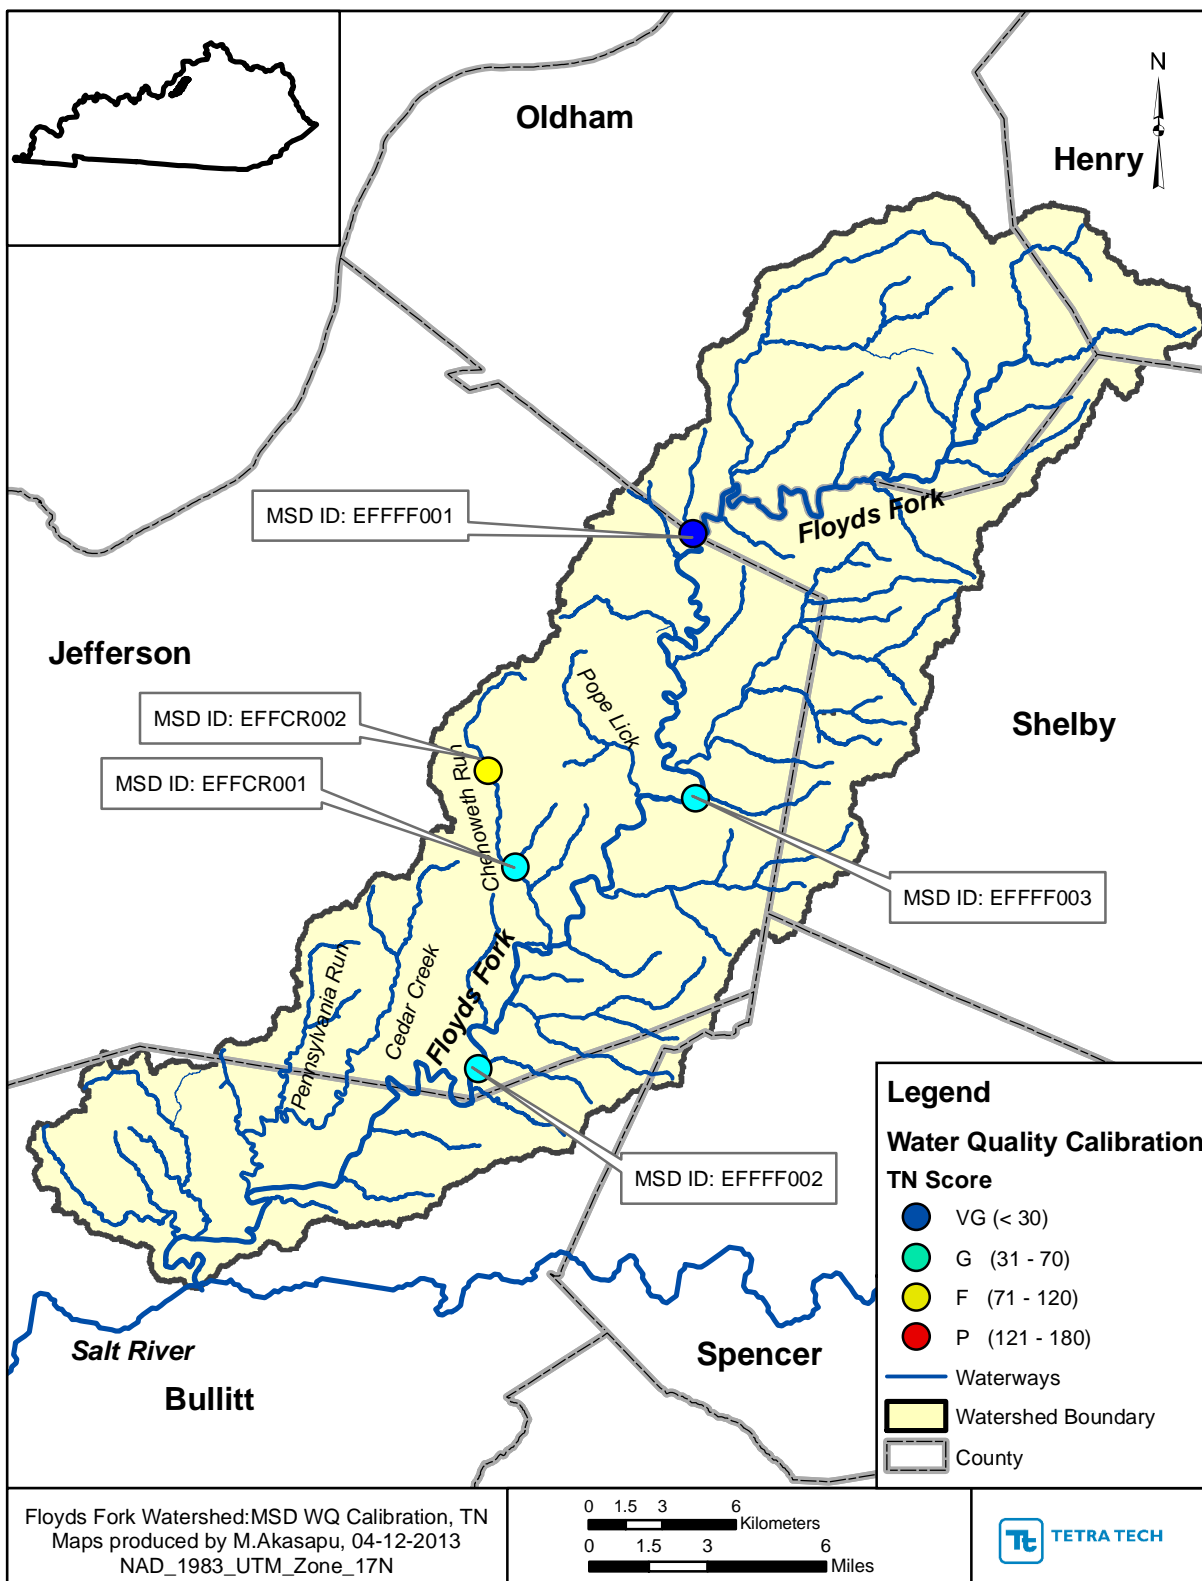 Oldham
N
Henry
MSD ID: EFFFF001
Floyds Fork
Jefferson
Pope Lick
MSD ID: EFFCR002
Shelby
Chenoweth Run
MSD ID: EFFCR001
MSD ID: EFFFF003
Pennsylvania Run
Cedar Creek
Floyds Fork
MSD ID: EFFFF002
Salt River
Bullitt
Spencer
Legend
Water Quality Calibration
TN Score
VG (< 30)
G (31 - 70)
F (71 - 120)
P (121 - 180)
Waterways
Watershed Boundary
County
Floyds Fork Watershed:MSD WQ Calibration, TN
Maps produced by M.Akasapu, 04-12-2013
NAD_1983_UTM_Zone_17N
0 1.5 3 6
Kilometers
0 1.5 3 6
Miles
Tt TETRA TECH